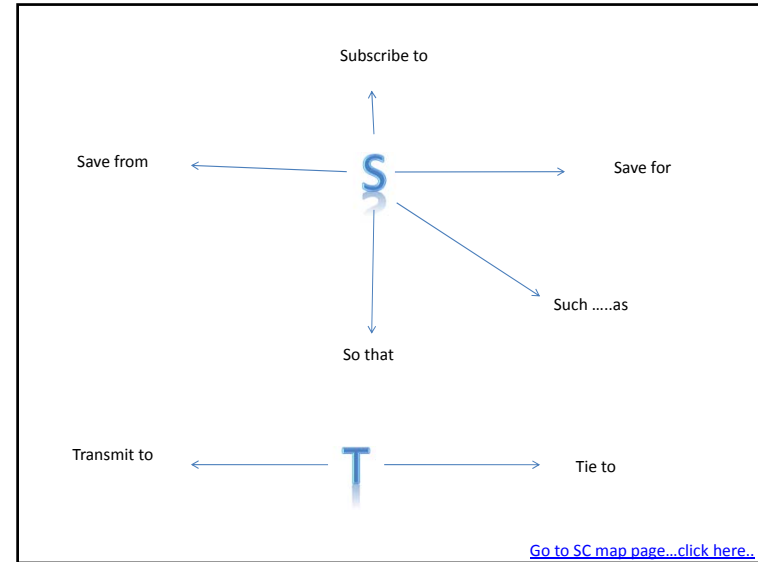 Subscribe to
Save from
S
Save for
Such .....as
So that
Transmit to
T
Tie to
Go to SC map page...click here..